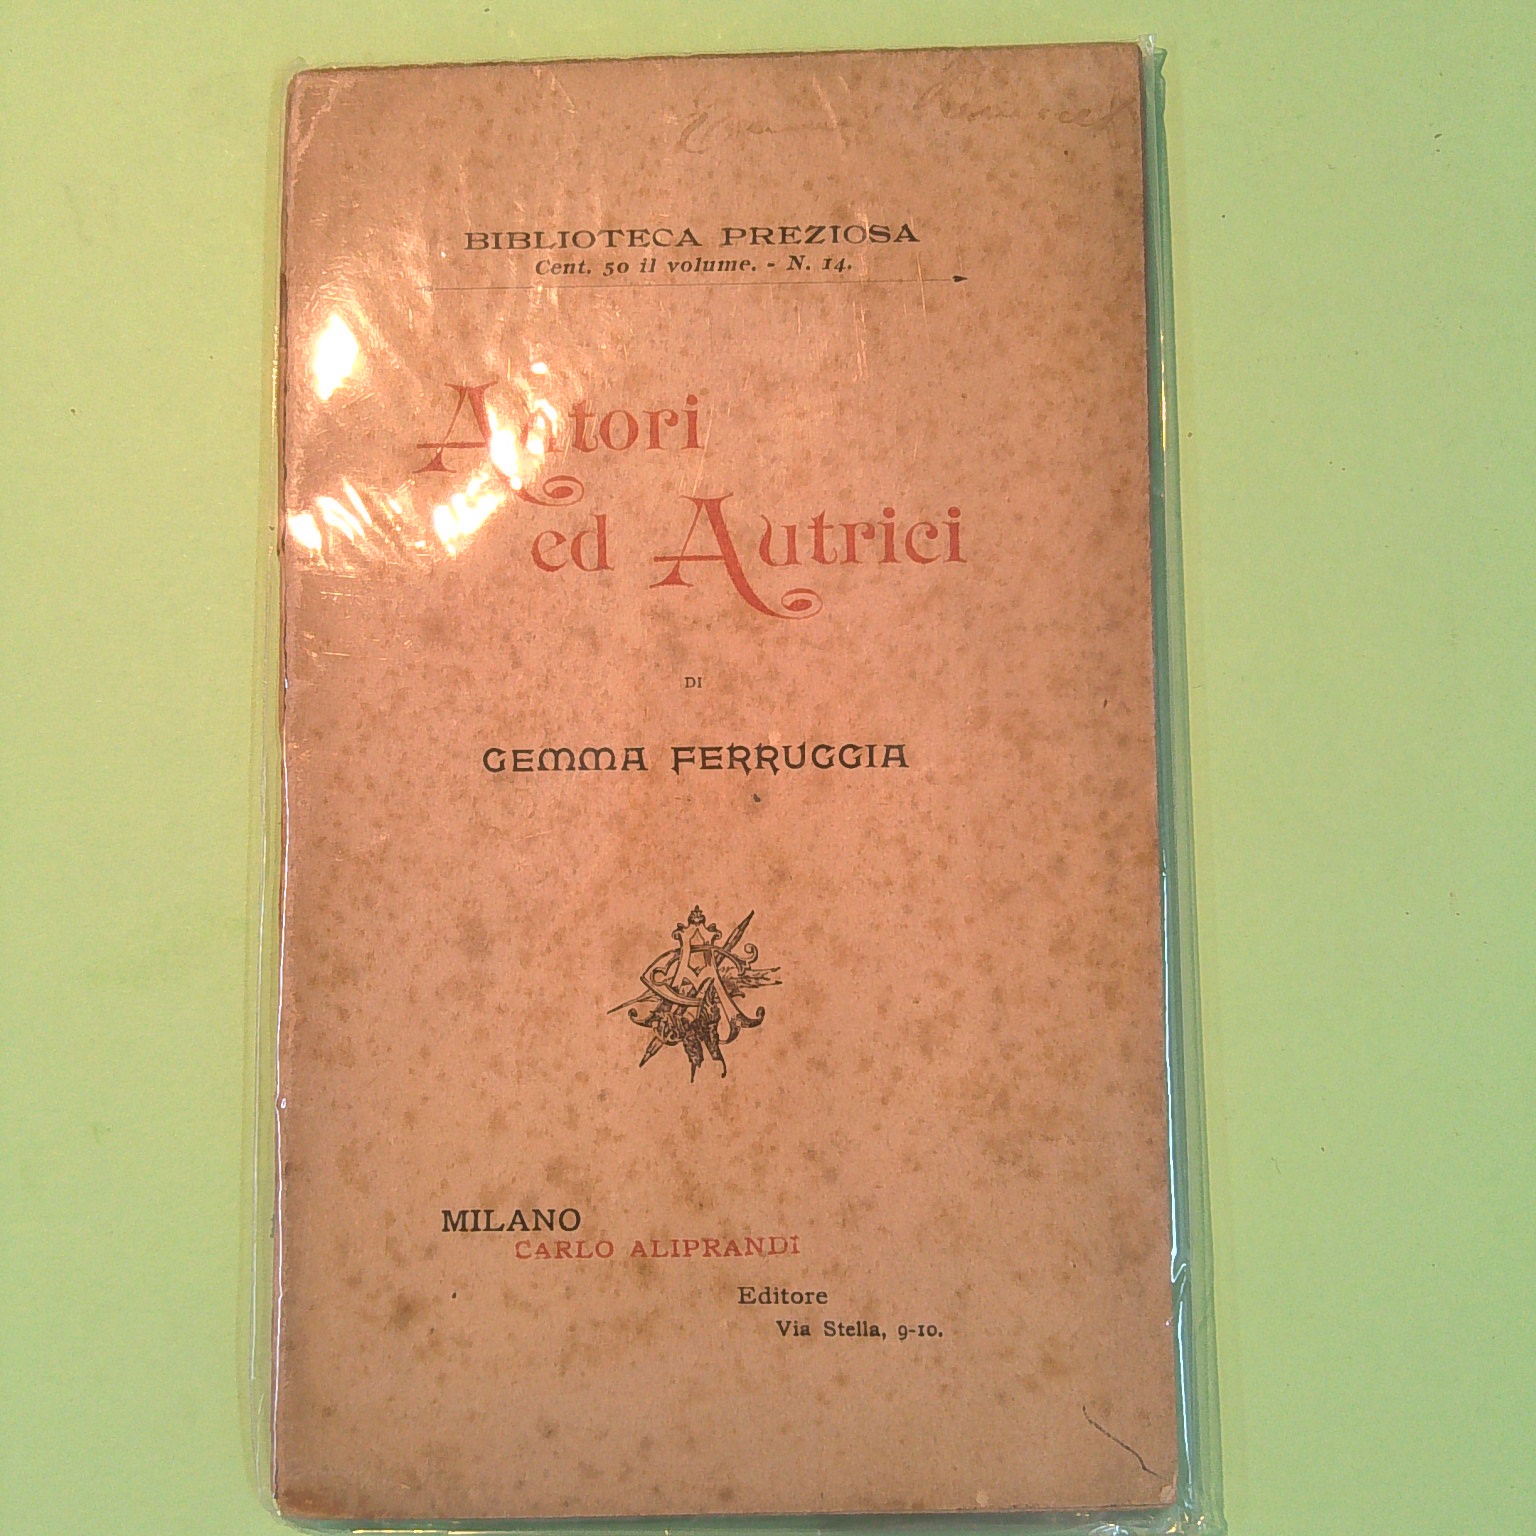 BIBLIOTECA PREZIOSA
Cent. 50 il volume. - N. 14.
Autori
ed Autrici
DI
GEMMA FERRUGGIA
MILANO
CARLO ALIPRANDI
Editore
Via Stella, 9-10.